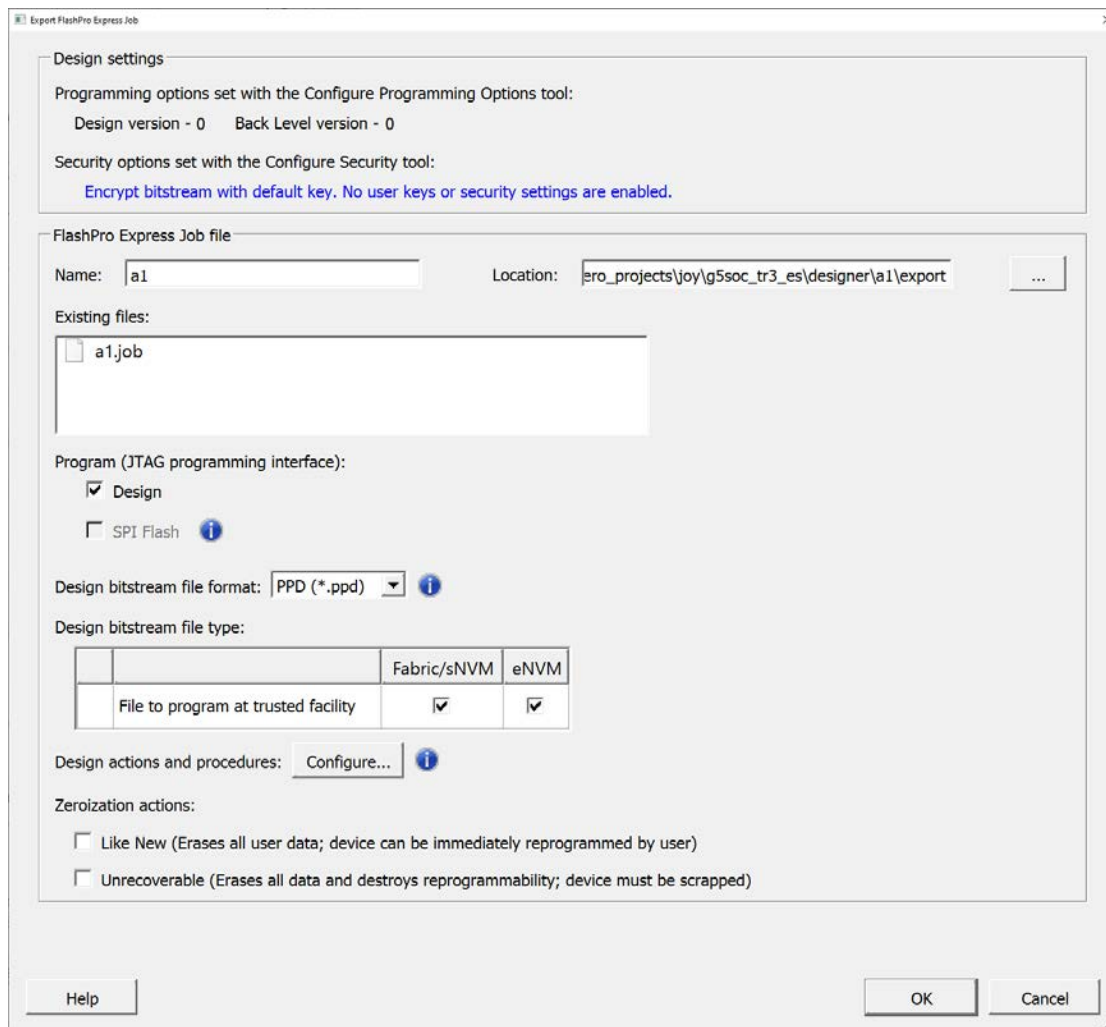 Export FlashPro Express Job
Design settings
Programming options set with the Configure Programming Options tool:
Design version - 0 Back Level version - 0
Security options set with the Configure Security tool:
Encrypt bitstream with default key. No user keys or security settings are enabled.
FlashPro Express Job file
Name: a1 Location: ero_projects\joy\g5soc_tr3_es\designer\a1\export ...
Existing files:
a1.job
Program (JTAG programming interface):
Design
SPI Flash
Design bitstream file format: PPD (*.ppd)
Design bitstream file type:
Fabric/sNVM eNVM
File to program at trusted facility
Design actions and procedures: Configure...
Zeroization actions:
Like New (Erases all user data; device can be immediately reprogrammed by user)
Unrecoverable (Erases all data and destroys reprogrammability; device must be scrapped)
Help OK Cancel